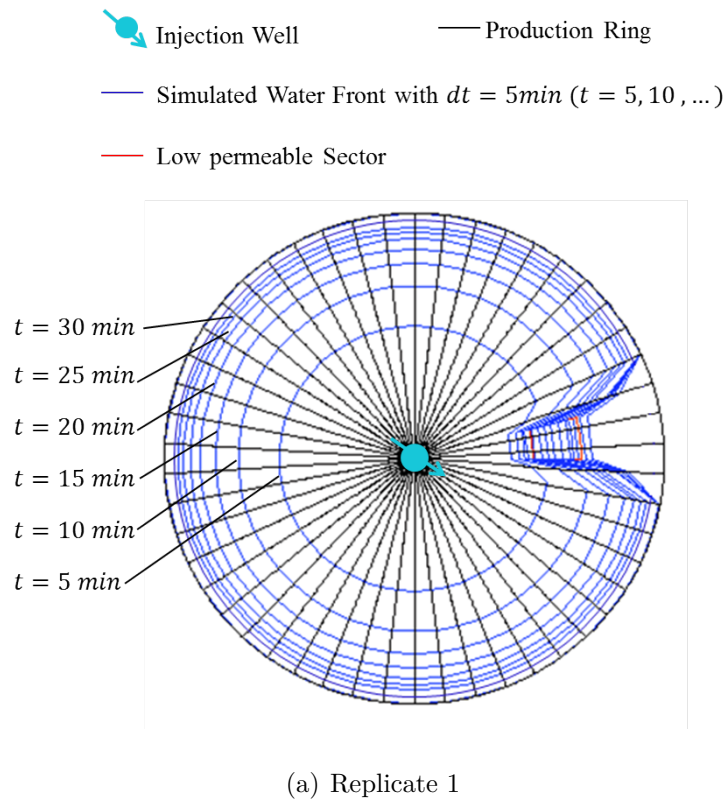 Injection Well
Production Ring
Simulated Water Front with dt = 5min (t = 5, 10 , …)
Low permeable Sector
t = 30 min
t = 25 min
t = 20 min
t = 15 min
t = 10 min
t = 5 min
(a) Replicate 1